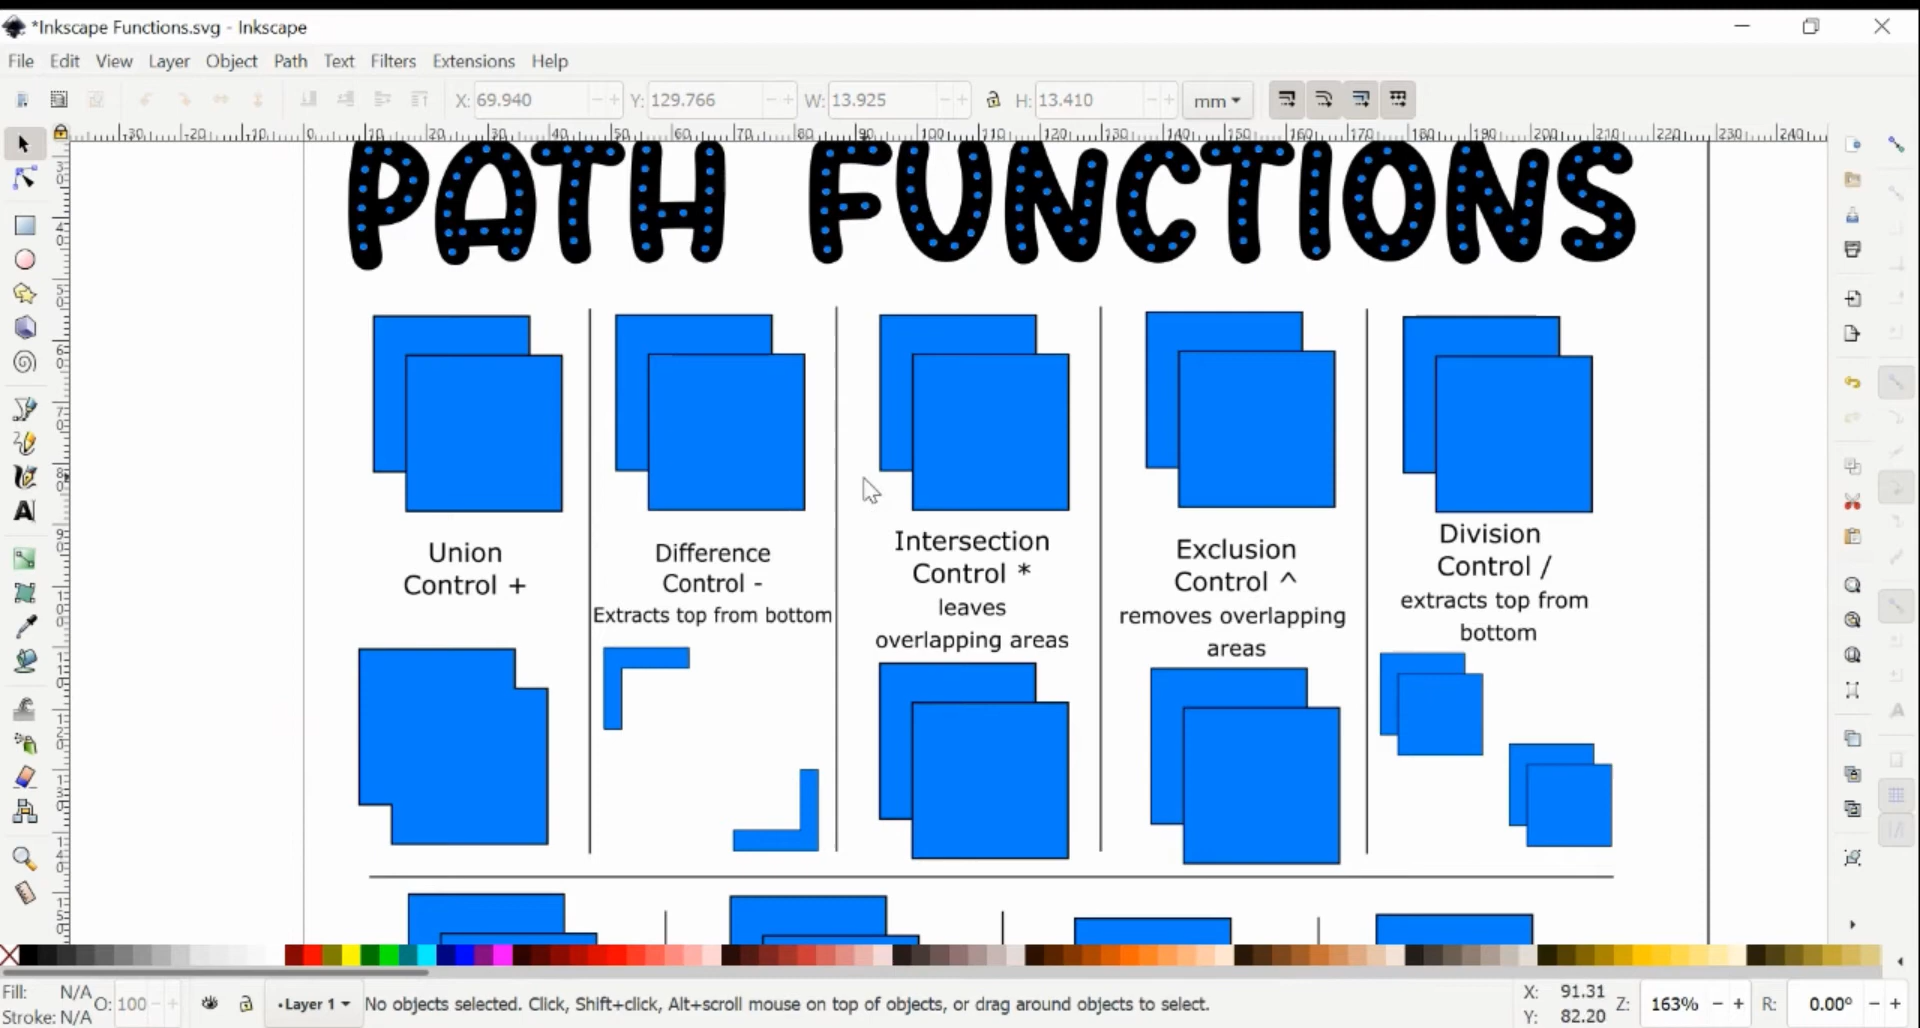 *Inkscape Functions.svg - Inkscape
File Edit View Layer Object Path Text Filters Extensions Help
X: 69.940 Y: 129.766 W: 13.925 H: 13.410 mm
PATH FUNCTIONS
Union
Control +
Difference
Control -
Extracts top from bottom
Intersection
Control *
leaves
overlapping areas
Exclusion
Control ^
removes overlapping
areas
Division
Control /
extracts top from
bottom
Fill: N/A
Stroke: N/A
O: 100
•Layer 1
No objects selected. Click, Shift+click, Alt+scroll mouse on top of objects, or drag around objects to select.
X: 91.31
Y: 82.20
Z: 163%
R: 0.00°